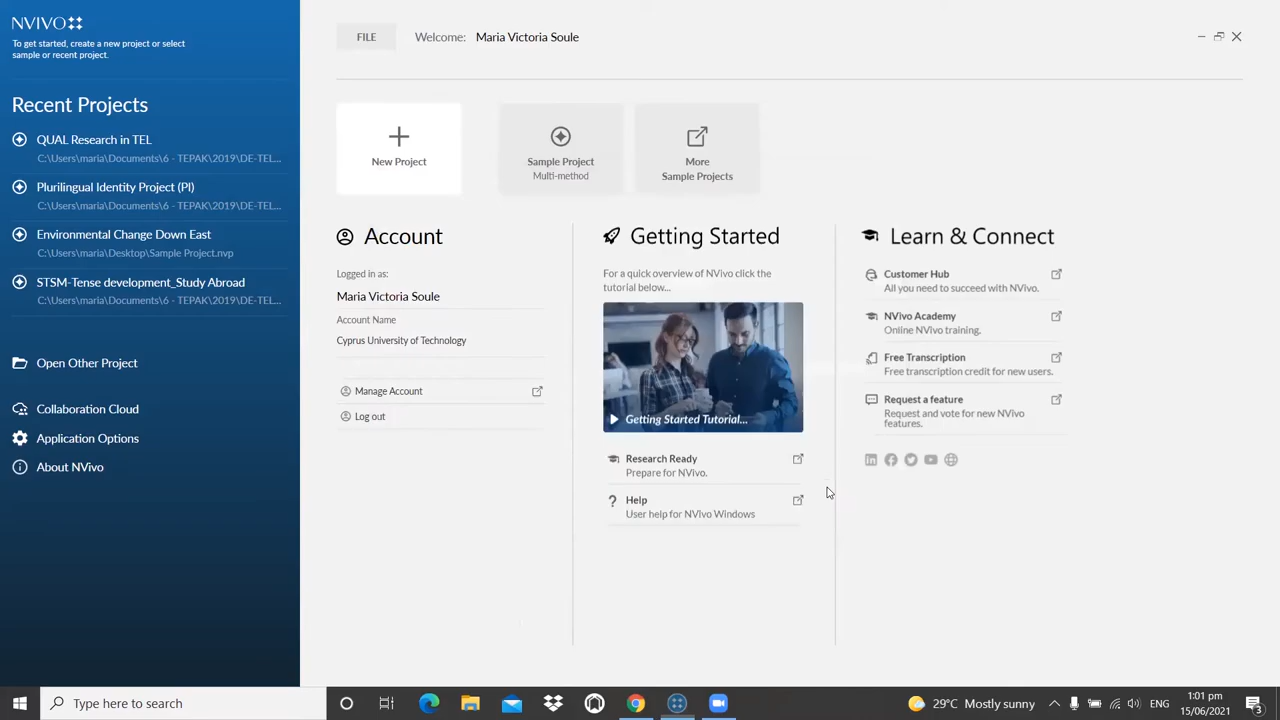 NVIVO
To get started, create a new project or select
sample or recent project.
Recent Projects
QUAL Research in TEL
C:\Users\maria\Documents\6 - TEPAK\2019\DE-TEL...
Plurilingual Identity Project (PI)
C:\Users\maria\Documents\6 - TEPAK\2019\DE-TEL...
Environmental Change Down East
C:\Users\maria\Desktop\Sample Project.nvp
STSM-Tense development_Study Abroad
C:\Users\maria\Documents\6 - TEPAK\2019\DE-TEL...
Open Other Project
Collaboration Cloud
Application Options
About NVivo
FILE
Welcome: Maria Victoria Soule
New Project
Sample Project
Multi-method
More
Sample Projects
Account
Logged in as:
Maria Victoria Soule
Account Name
Cyprus University of Technology
Manage Account
Log out
Getting Started
For a quick overview of NVivo click the
tutorial below...
Getting Started Tutorial...
Research Ready
Prepare for NVivo.
Help
User help for NVivo Windows
Learn & Connect
Customer Hub
All you need to succeed with NVivo.
NVivo Academy
Online NVivo training.
Free Transcription
Free transcription credit for new users.
Request a feature
Request and vote for new NVivo
features.
Type here to search
29°C Mostly sunny
ENG
1:01 pm
15/06/2021
3